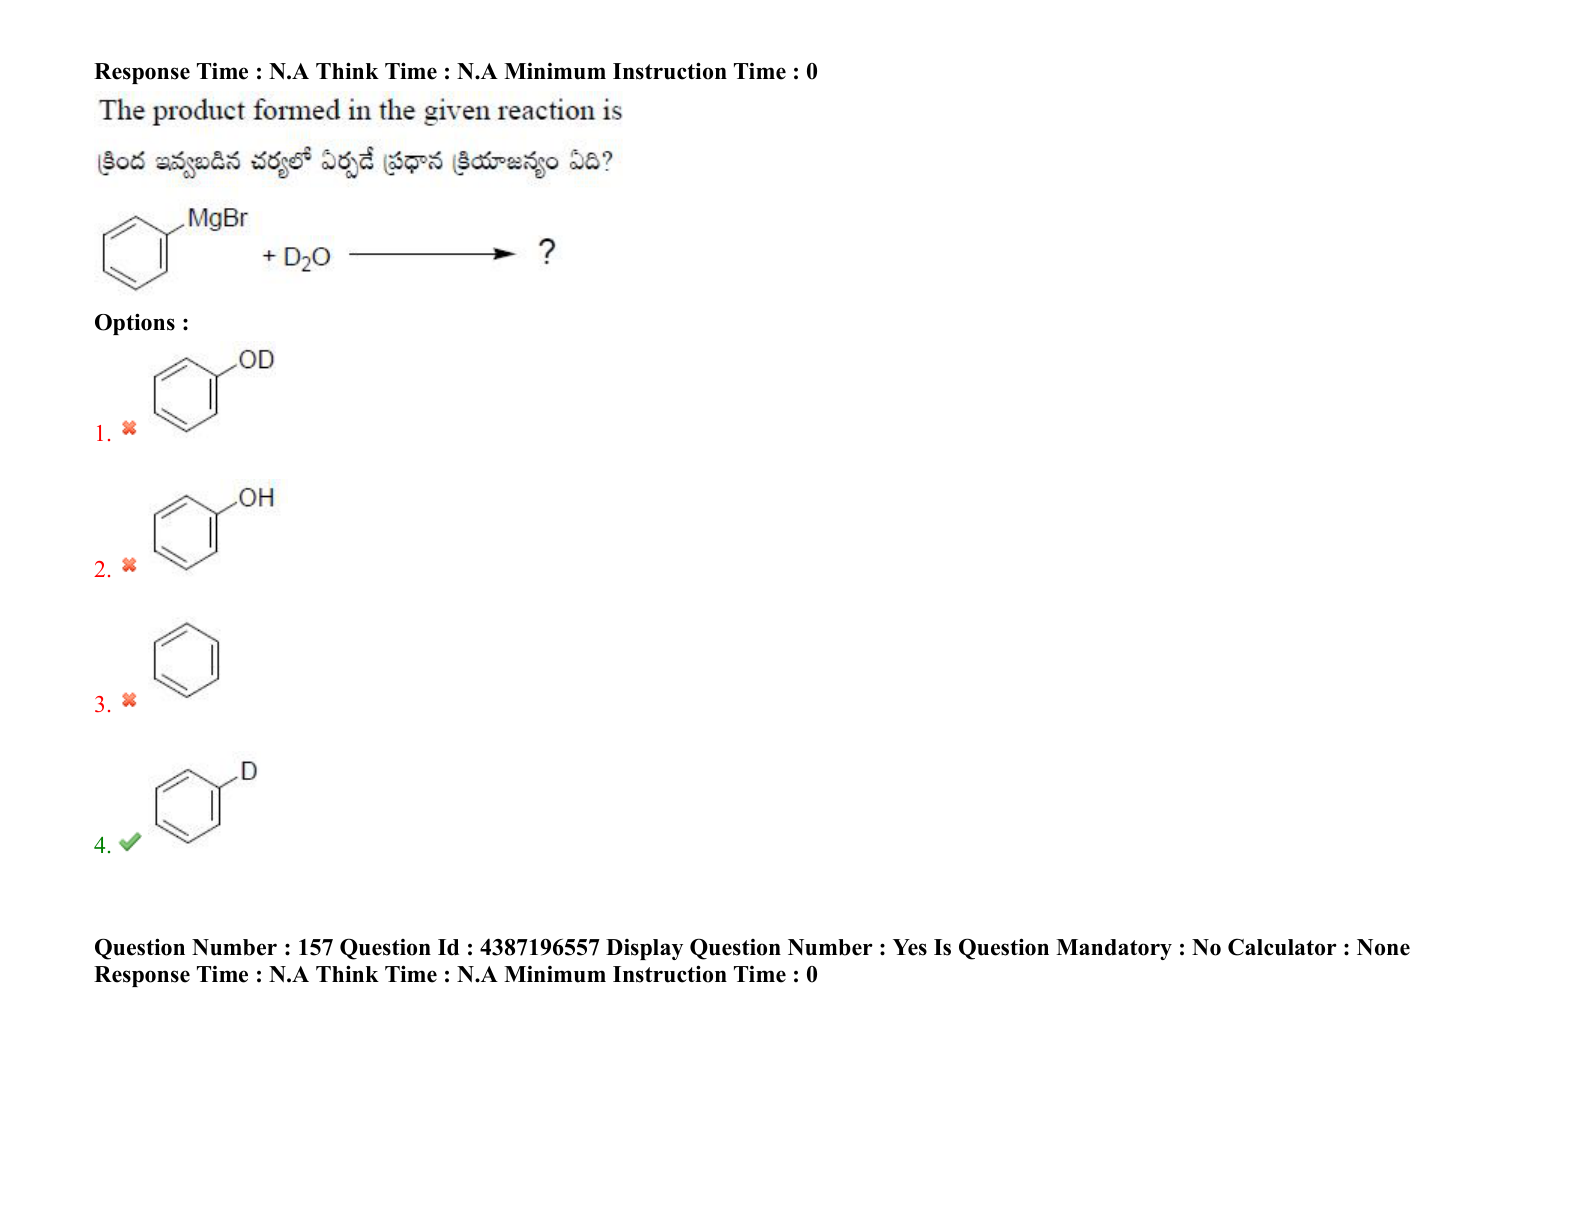 Response Time : N.A Think Time : N.A Minimum Instruction Time : 0
The product formed in the given reaction is
క్రింద ఇవ్వబడిన చర్యలో ఏర్పడే ప్రధాన క్రియాజన్యం ఏది?
MgBr
+ D₂O ?
Options :
OD
1.
OH
2.
3.
D
4.
Question Number : 157 Question Id : 4387196557 Display Question Number : Yes Is Question Mandatory : No Calculator : None
Response Time : N.A Think Time : N.A Minimum Instruction Time : 0